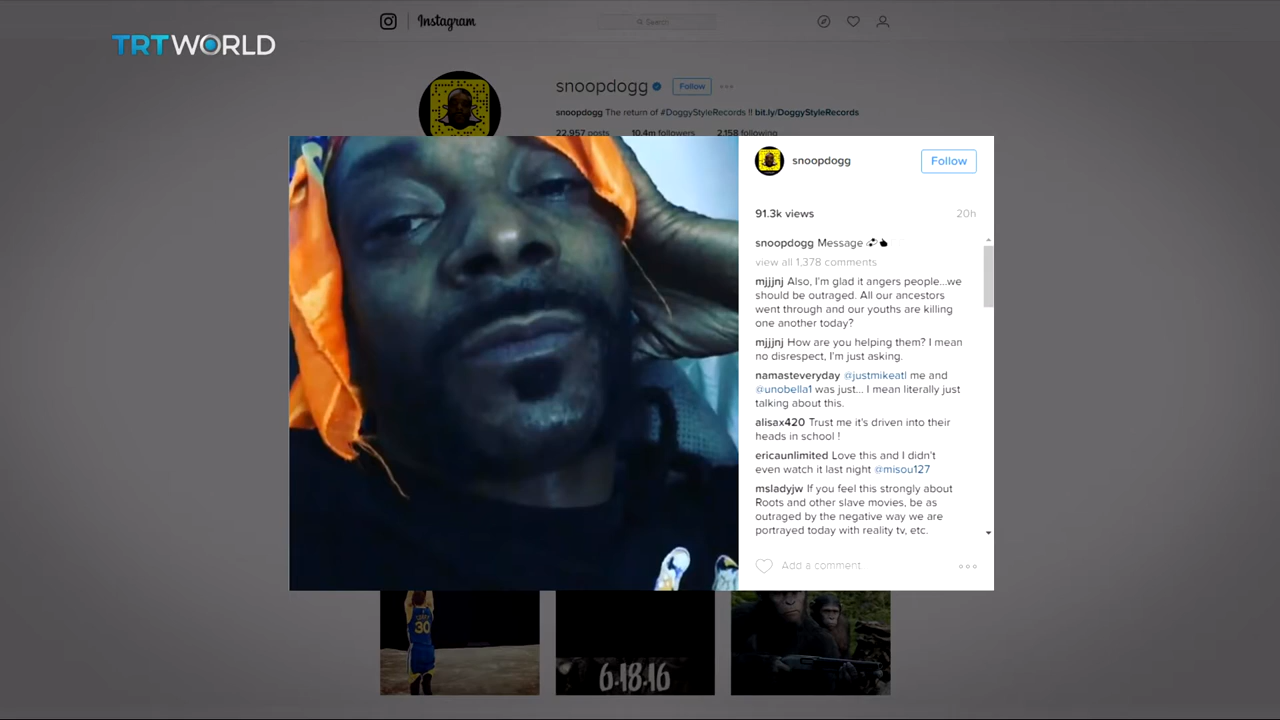 Instagram
Search
TRTWORLD
snoopdogg
Follow
snoopdogg The return of #DoggyStyleRecords !! bit.ly/DoggyStyleRecords
22,957 posts 10.4m followers 2,158 following
snoopdogg
Follow
91.3k views
20h
snoopdogg Message
view all 1,378 comments
mjjjnj Also, I'm glad it angers people...we
should be outraged. All our ancestors
went through and our youths are killing
one another today?
mjjjnj How are you helping them? I mean
no disrespect, I'm just asking.
namasteveryday @justmikeatl me and
@unobella1 was just... I mean literally just
talking about this.
alisax420 Trust me it's driven into their
heads in school !
ericaunlimited Love this and I didn't
even watch it last night @misou127
msladyjw If you feel this strongly about
Roots and other slave movies, be as
outraged by the negative way we are
portrayed today with reality tv, etc.
Add a comment
30
6.18.16